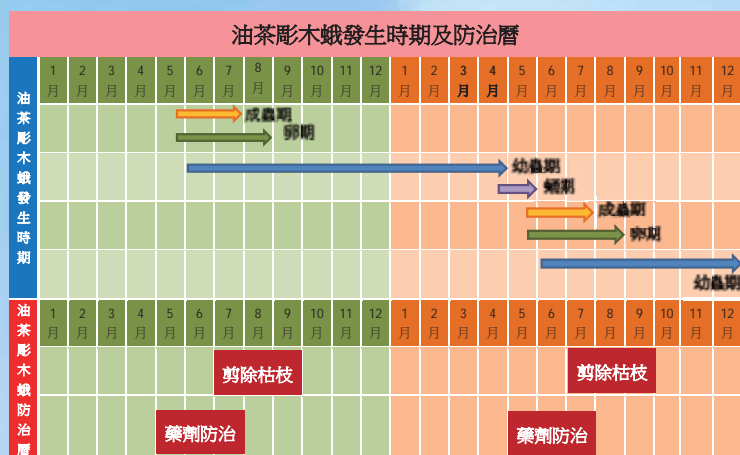 油茶彫木蛾發生時期及防治曆
油茶彫木蛾發生時期
1月 2月 3月 4月 5月 6月 7月 8月 9月 10月 11月 12月 1月 2月 3月 4月 5月 6月 7月 8月 9月 10月 11月 12月
成蟲期
卵期
幼蟲期
蛹期
成蟲期
卵期
幼蟲期
油茶彫木蛾防治曆
1月 2月 3月 4月 5月 6月 7月 8月 9月 10月 11月 12月 1月 2月 3月 4月 5月 6月 7月 8月 9月 10月 11月 12月
剪除枯枝 剪除枯枝
藥劑防治 藥劑防治